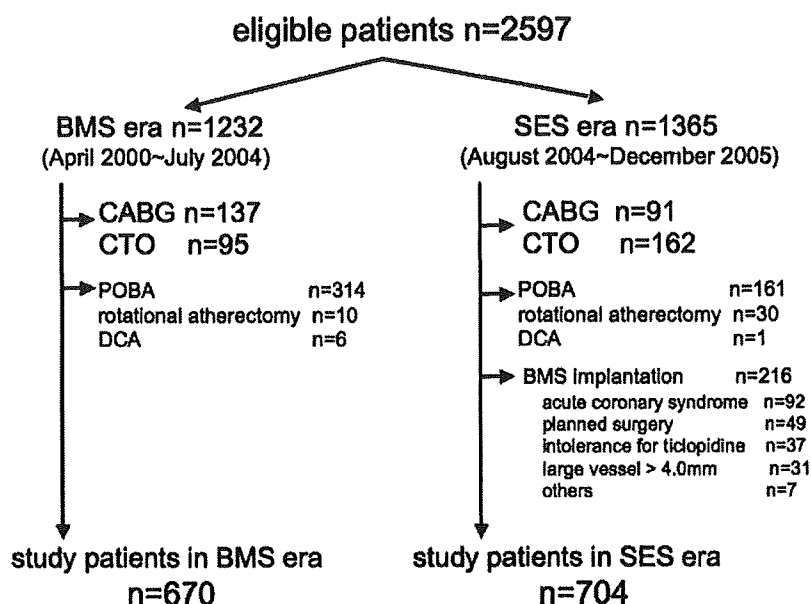 eligible patients n=2597
BMS era n=1232
(April 2000~July 2004)
CABG n=137
CTO n=95
POBA n=314
rotational atherectomy n=10
DCA n=6
study patients in BMS era
n=670
SES era n=1365
(August 2004~December 2005)
CABG n=91
CTO n=162
POBA n=161
rotational atherectomy n=30
DCA n=1
BMS implantation n=216
acute coronary syndrome n=92
planned surgery n=49
intolerance for ticlopidine n=37
large vessel > 4.0mm n=31
others n=7
study patients in SES era
n=704